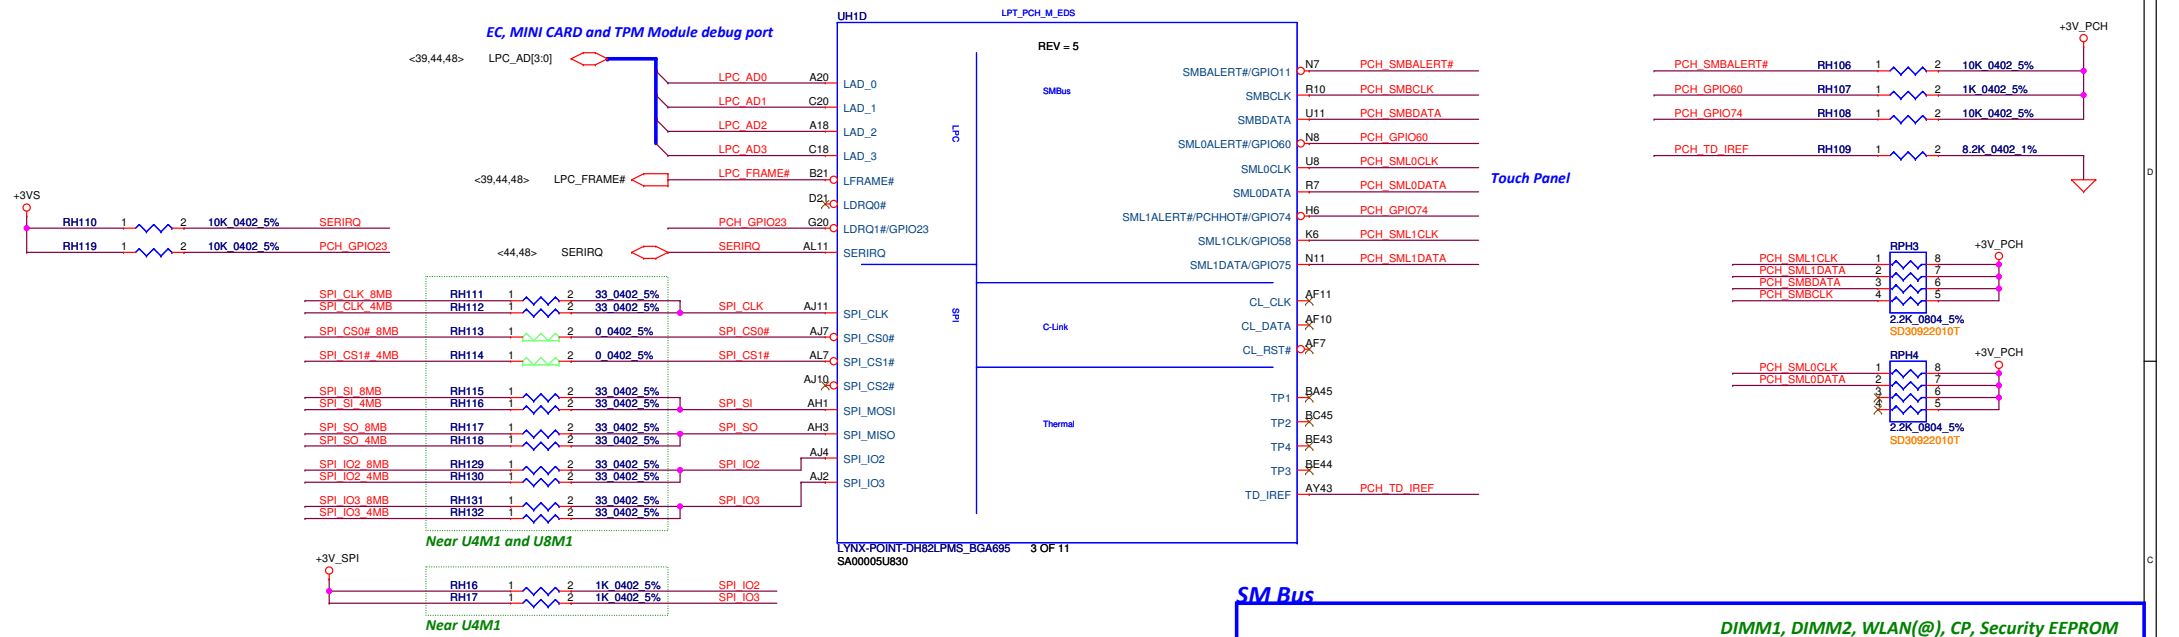 UH1D
LPT_PCH_M_EDS
EC, MINI CARD and TPM Module debug port
REV = 5
<39,44,48> LPC_AD[3:0]
LPC_AD0 A20 LAD_0
LPC_AD1 C20 LAD_1
LPC_AD2 A18 LAD_2
LPC_AD3 C18 LAD_3
<39,44,48> LPC_FRAME# LPC_FRAME# B21 LFRAME#
D21 LDRQ0#
PCH_GPIO23 G20 LDRQ1#/GPIO23
<44,48> SERIRQ SERIRQ AL11 SERIRQ
LPC
+3VS
RH110 1 2 10K_0402_5% SERIRQ
RH119 1 2 10K_0402_5% PCH_GPIO23
SPI_CLK_8MB RH111 1 2 33_0402_5%
SPI_CLK_4MB RH112 1 2 33_0402_5% SPI_CLK AJ11 SPI_CLK
SPI_CS0#_8MB RH113 1 2 0_0402_5% SPI_CS0# AJ7 SPI_CS0#
SPI_CS1#_4MB RH114 1 2 0_0402_5% SPI_CS1# AL7 SPI_CS1#
AJ10 SPI_CS2#
SPI_SI_8MB RH115 1 2 33_0402_5%
SPI_SI_4MB RH116 1 2 33_0402_5% SPI_SI AH1 SPI_MOSI
SPI_SO_8MB RH117 1 2 33_0402_5% SPI_SO AH3 SPI_MISO
SPI_SO_4MB RH118 1 2 33_0402_5%
SPI_IO2_8MB RH129 1 2 33_0402_5% SPI_IO2 AJ4 SPI_IO2
SPI_IO2_4MB RH130 1 2 33_0402_5%
SPI_IO3_8MB RH131 1 2 33_0402_5% SPI_IO3 AJ2 SPI_IO3
SPI_IO3_4MB RH132 1 2 33_0402_5%
SPI
Near U4M1 and U8M1
+3V_SPI
RH16 1 2 1K_0402_5% SPI_IO2
RH17 1 2 1K_0402_5% SPI_IO3
Near U4M1
SMBus
SMBALERT#/GPIO11 N7 PCH_SMBALERT#
SMBCLK R10 PCH_SMBCLK
SMBDATA U11 PCH_SMBDATA
SML0ALERT#/GPIO60 N8 PCH_GPIO60
SML0CLK U8 PCH_SML0CLK
SML0DATA R7 PCH_SML0DATA
Touch Panel
SML1ALERT#/PCHHOT#/GPIO74 H6 PCH_GPIO74
SML1CLK/GPIO58 K6 PCH_SML1CLK
SML1DATA/GPIO75 N11 PCH_SML1DATA
C-Link
CL_CLK AF11
CL_DATA AF10
CL_RST# AF7
Thermal
TP1 BA45
TP2 BC45
TP4 BE43
TP3 BE44
TD_IREF AY43 PCH_TD_IREF
LYNX-POINT-DH82LPMS_BGA695 3 OF 11
SA00005U830
+3V_PCH
PCH_SMBALERT# RH106 1 2 10K_0402_5%
PCH_GPIO60 RH107 1 2 1K_0402_5%
PCH_GPIO74 RH108 1 2 10K_0402_5%
PCH_TD_IREF RH109 1 2 8.2K_0402_1%
RPH3 +3V_PCH
PCH_SML1CLK 1 8
PCH_SML1DATA 2 7
PCH_SMBDATA 3 6
PCH_SMBCLK 4 5
2.2K_0804_5%
SD30922010T
RPH4 +3V_PCH
PCH_SML0CLK 1 8
PCH_SML0DATA 2 7
3 6
4 5
2.2K_0804_5%
SD30922010T
D
C
SM Bus
DIMM1, DIMM2, WLAN(@), CP, Security EEPROM